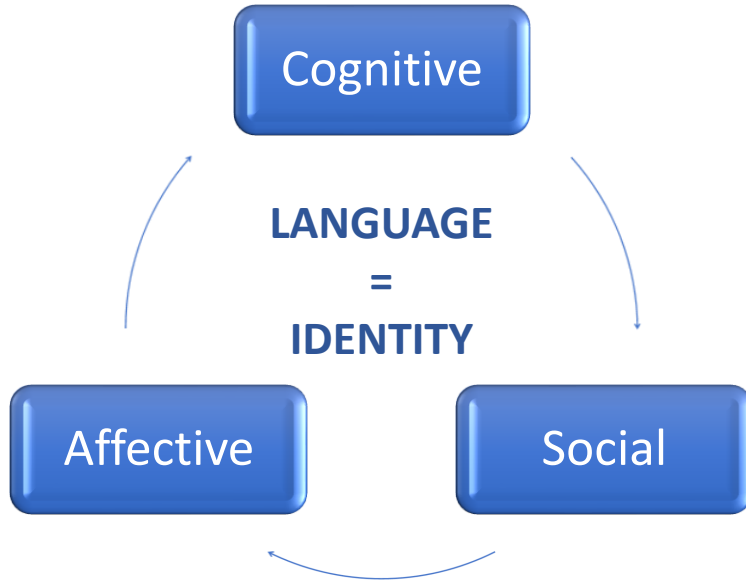 Cognitive
LANGUAGE
=
IDENTITY
Affective
Social